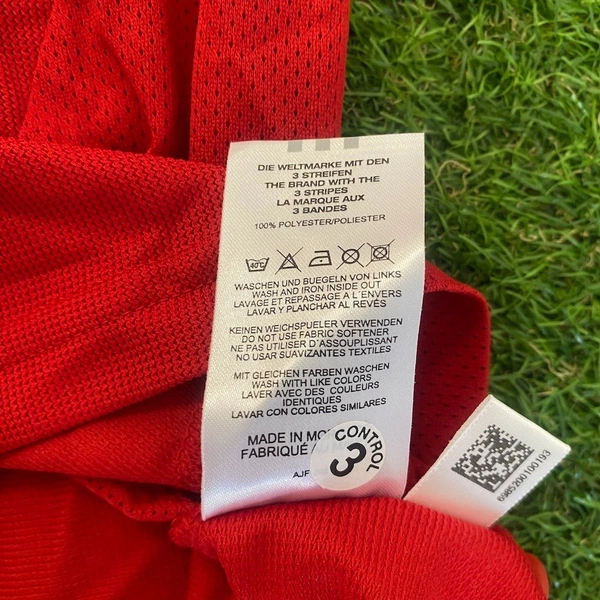 DIE WELTMARKE MIT DEN
3 STREIFEN
THE BRAND WITH THE
3 STRIPES
LA MARQUE AUX
3 BANDES
100% POLYESTER/POLIESTER
40°C
WASCHEN UND BUEGELN VON LINKS
WASH AND IRON INSIDE OUT
LAVAGE ET REPASSAGE A L'ENVERS
LAVAR Y PLANCHAR AL REVÉS
KEINEN WEICHSPUELER VERWENDEN
DO NOT USE FABRIC SOFTENER
NE PAS UTILISER D'ASSOUPLISSANT
NO USAR SUAVIZANTES TEXTILES
MIT GLEICHEN FARBEN WASCHEN
WASH WITH LIKE COLORS
LAVER AVEC DES COULEURS
IDENTIQUES
LAVAR CON COLORES SIMILARES
MADE IN
FABRIQUÉ
CONTROL
3
6985200100193